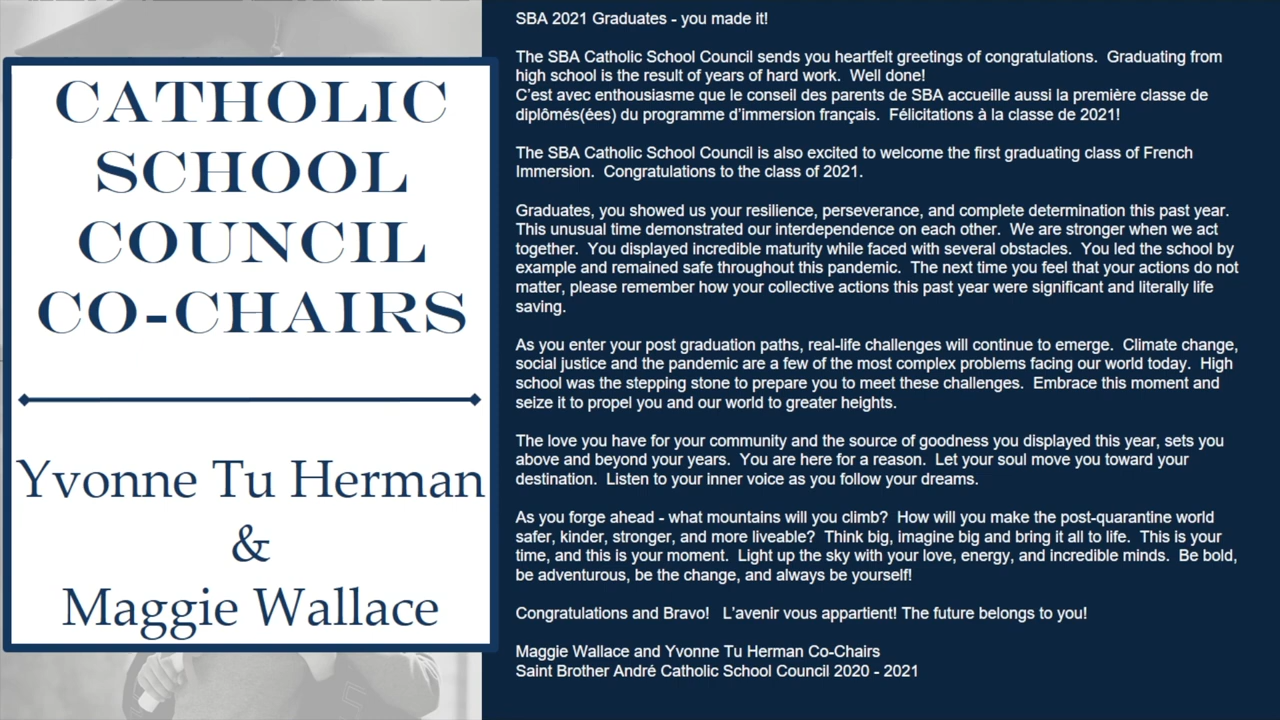 CATHOLIC
SCHOOL
COUNCIL
CO-CHAIRS
Yvonne Tu Herman
&
Maggie Wallace
SBA 2021 Graduates - you made it!
The SBA Catholic School Council sends you heartfelt greetings of congratulations.  Graduating from
high school is the result of years of hard work.  Well done!
C'est avec enthousiasme que le conseil des parents de SBA accueille aussi la première classe de
diplômés(ées) du programme d'immersion français.  Félicitations à la classe de 2021!
The SBA Catholic School Council is also excited to welcome the first graduating class of French
Immersion.  Congratulations to the class of 2021.
Graduates, you showed us your resilience, perseverance, and complete determination this past year.
This unusual time demonstrated our interdependence on each other.  We are stronger when we act
together.  You displayed incredible maturity while faced with several obstacles.  You led the school by
example and remained safe throughout this pandemic.  The next time you feel that your actions do not
matter, please remember how your collective actions this past year were significant and literally life
saving.
As you enter your post graduation paths, real-life challenges will continue to emerge.  Climate change,
social justice and the pandemic are a few of the most complex problems facing our world today.  High
school was the stepping stone to prepare you to meet these challenges.  Embrace this moment and
seize it to propel you and our world to greater heights.
The love you have for your community and the source of goodness you displayed this year, sets you
above and beyond your years.  You are here for a reason.  Let your soul move you toward your
destination.  Listen to your inner voice as you follow your dreams.
As you forge ahead - what mountains will you climb?  How will you make the post-quarantine world
safer, kinder, stronger, and more liveable?  Think big, imagine big and bring it all to life.  This is your
time, and this is your moment.  Light up the sky with your love, energy, and incredible minds.  Be bold,
be adventurous, be the change, and always be yourself!
Congratulations and Bravo!   L'avenir vous appartient! The future belongs to you!
Maggie Wallace and Yvonne Tu Herman Co-Chairs
Saint Brother André Catholic School Council 2020 - 2021